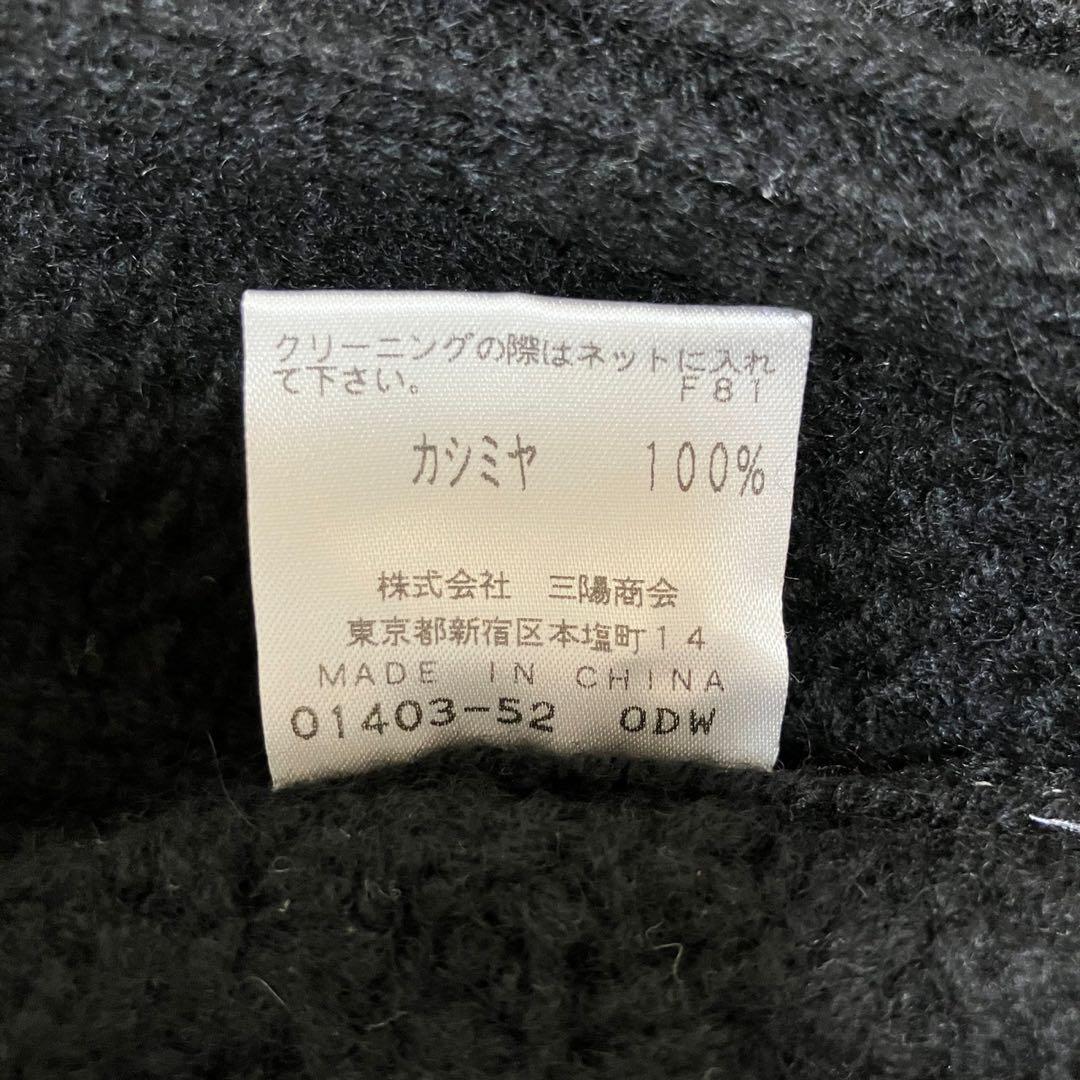 クリーニングの際はネットに入れ
て下さい。 F81
カシミヤ 100%
株式会社 三陽商会
東京都新宿区本塩町14
MADE IN CHINA
01403-52 0DW